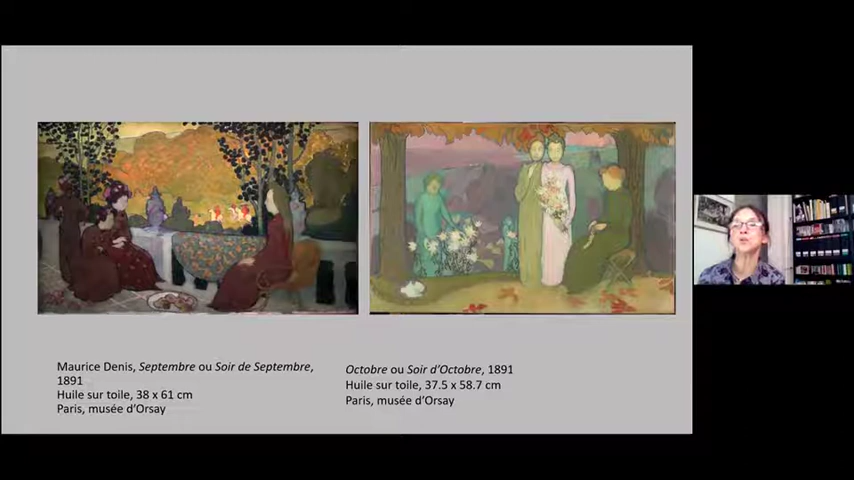 Maurice Denis, Septembre ou Soir de Septembre,
1891
Huile sur toile, 38 x 61 cm
Paris, musée d'Orsay
Octobre ou Soir d'Octobre, 1891
Huile sur toile, 37.5 x 58.7 cm
Paris, musée d'Orsay